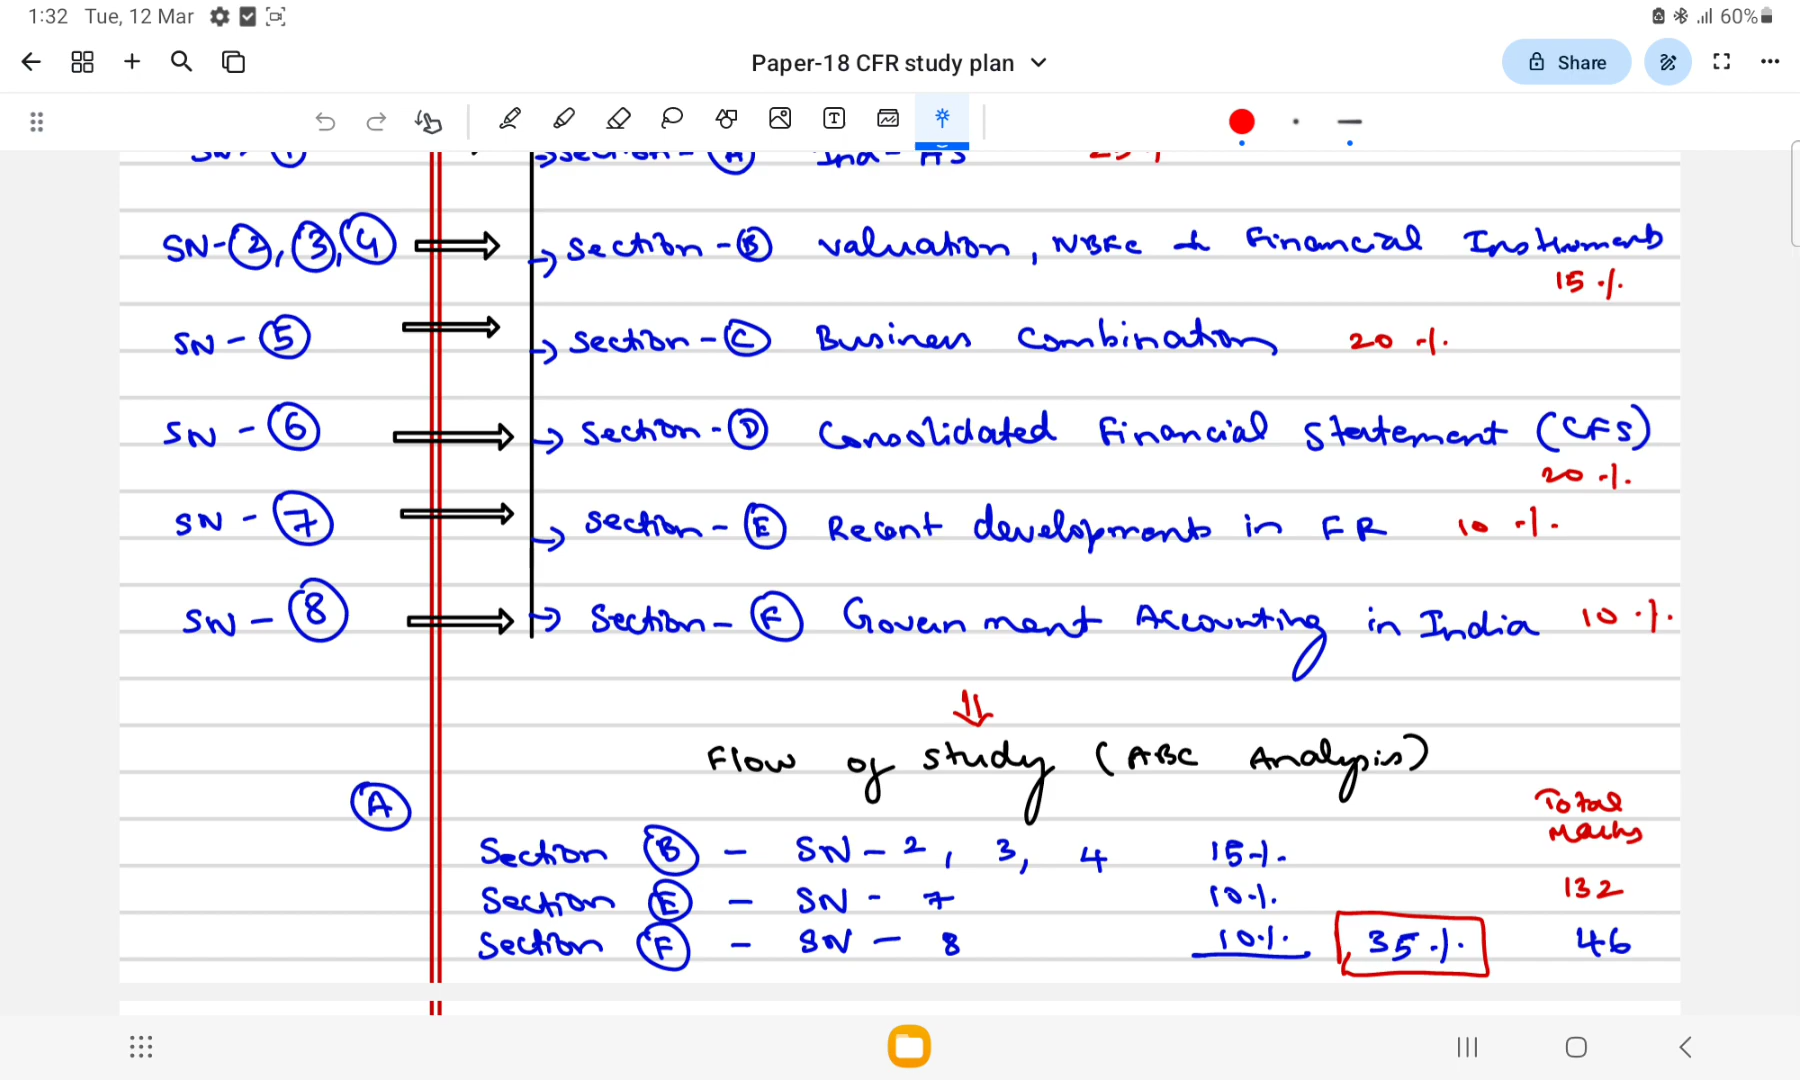 1:32 Tue, 12 Mar 60%
Paper-18 CFR study plan
Share
SN-2, 3, 4 Section - B Valuation, NBFC & Financial Instruments
15 %
SN - 5 Section - C Business Combination 20 %
SN - 6 Section - D Consolidated Financial Statement (CFS)
20 %
SN - 7 Section - E Recent developments in FR 10 %
SN - 8 Section - F Government Accounting in India 10 %
Flow of study (ABC Analysis)
A
Total
Marks
Section B - SN - 2, 3, 4 15%
Section E - SN - 7 10% 132
Section F - SN - 8 10% 35% 46